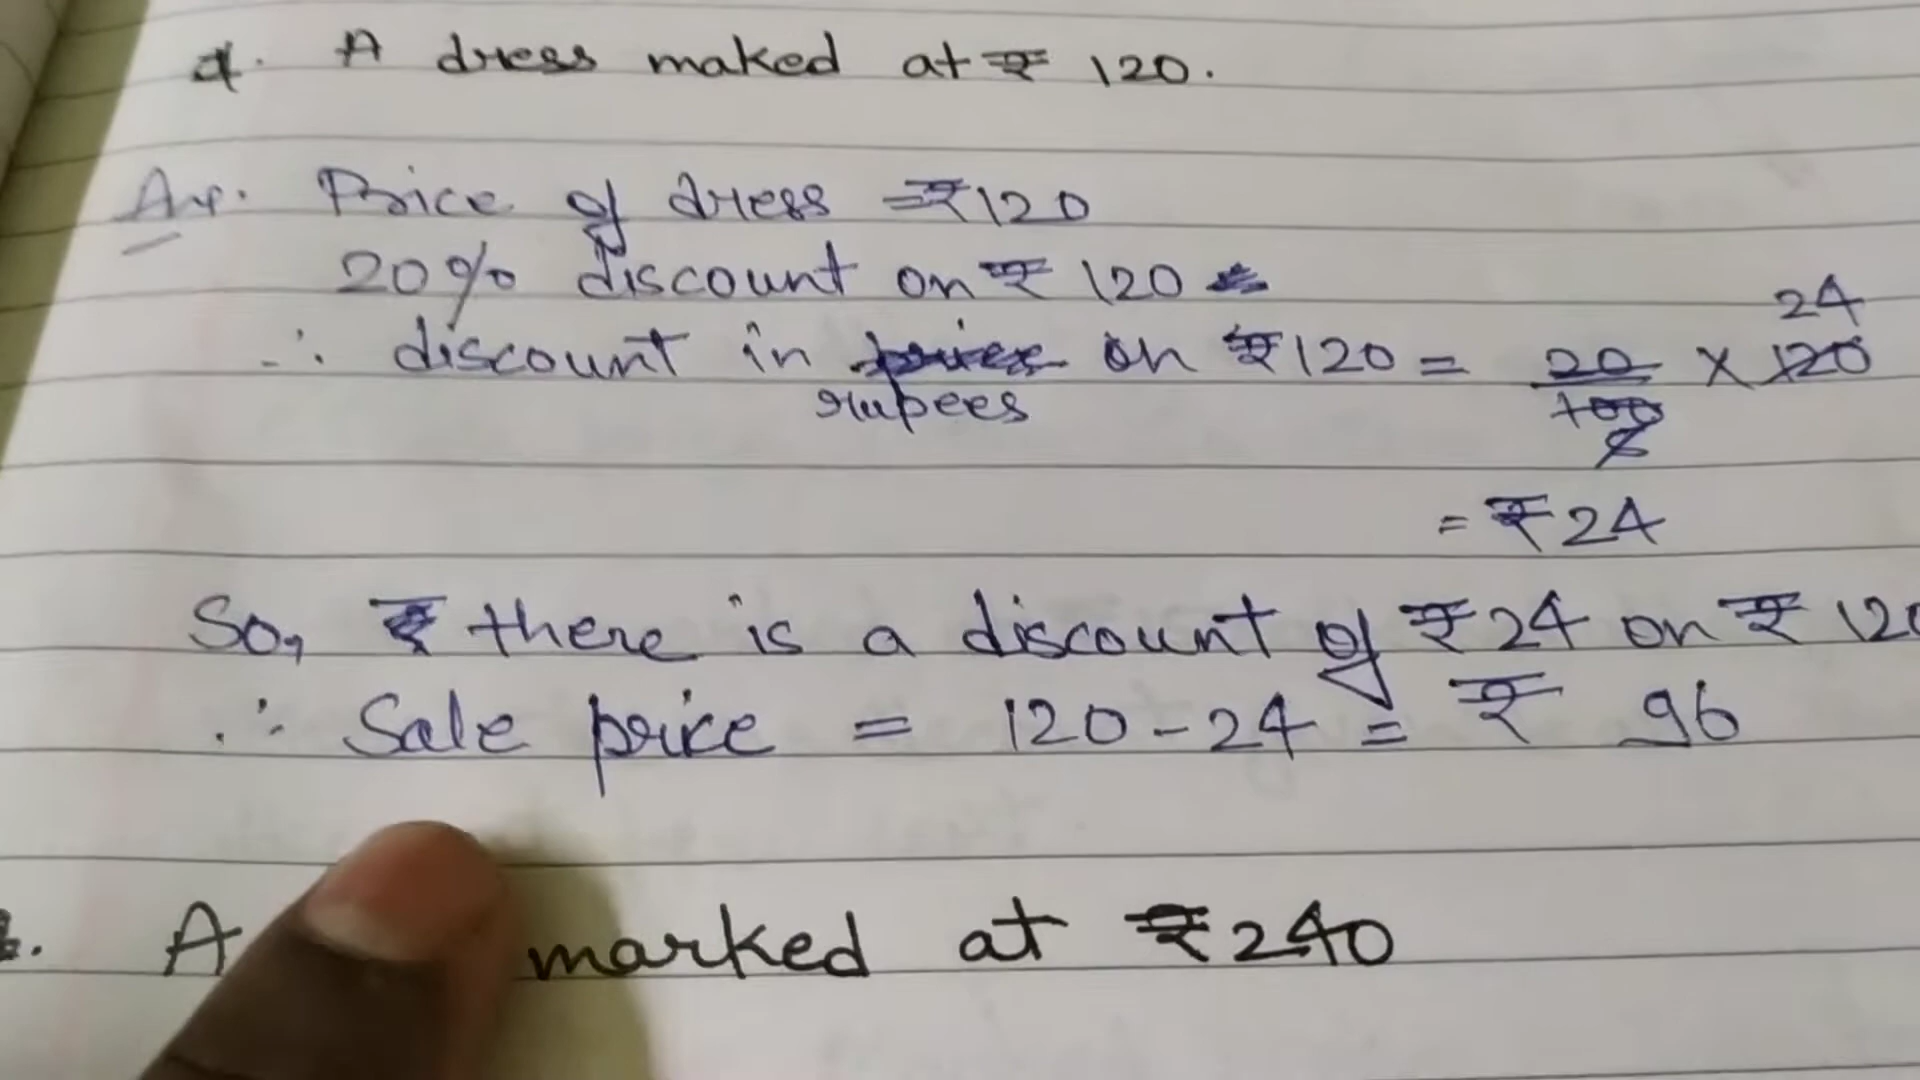 a. A dress maked at ₹ 120.
Ans. Price of dress = ₹120
20% discount on ₹ 120
24
∴ discount in on ₹120 = 20/100 × 120
rupees
5
= ₹24
So, there is a discount of ₹24 on ₹ 120
∴ Sale price = 120 - 24 = ₹ 96
A marked at ₹240